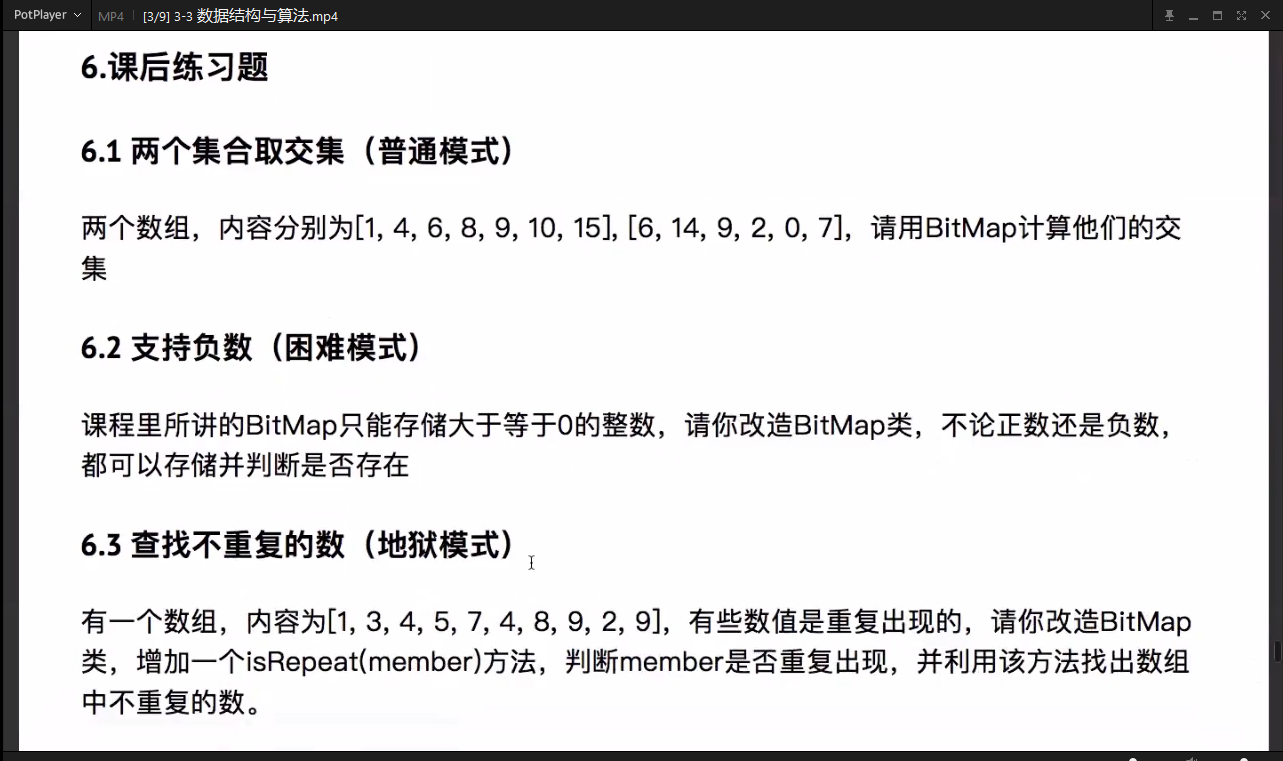 PotPlayer MP4 [3/9] 3-3 数据结构与算法.mp4
6.课后练习题
6.1 两个集合取交集（普通模式）
两个数组，内容分别为[1, 4, 6, 8, 9, 10, 15], [6, 14, 9, 2, 0, 7]，请用BitMap计算他们的交
集
6.2 支持负数（困难模式）
课程里所讲的BitMap只能存储大于等于0的整数，请你改造BitMap类，不论正数还是负数，
都可以存储并判断是否存在
6.3 查找不重复的数（地狱模式）
有一个数组，内容为[1, 3, 4, 5, 7, 4, 8, 9, 2, 9]，有些数值是重复出现的，请你改造BitMap
类，增加一个isRepeat(member)方法，判断member是否重复出现，并利用该方法找出数组
中不重复的数。